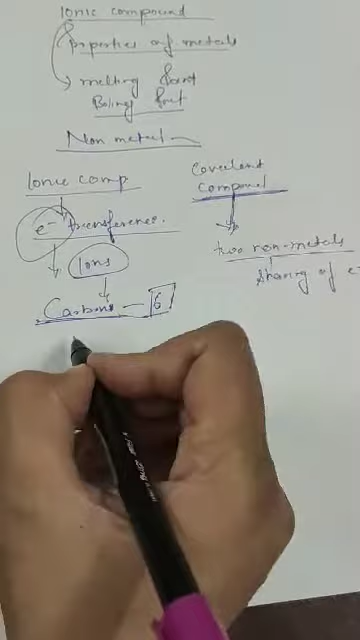 Ionic compound
Properties of metals
melting point
Boling point
Non metal
Ionic comp
Covalent
compound
e- transference.
two non-metals
Ions
Sharing of e-
Carbon - 6